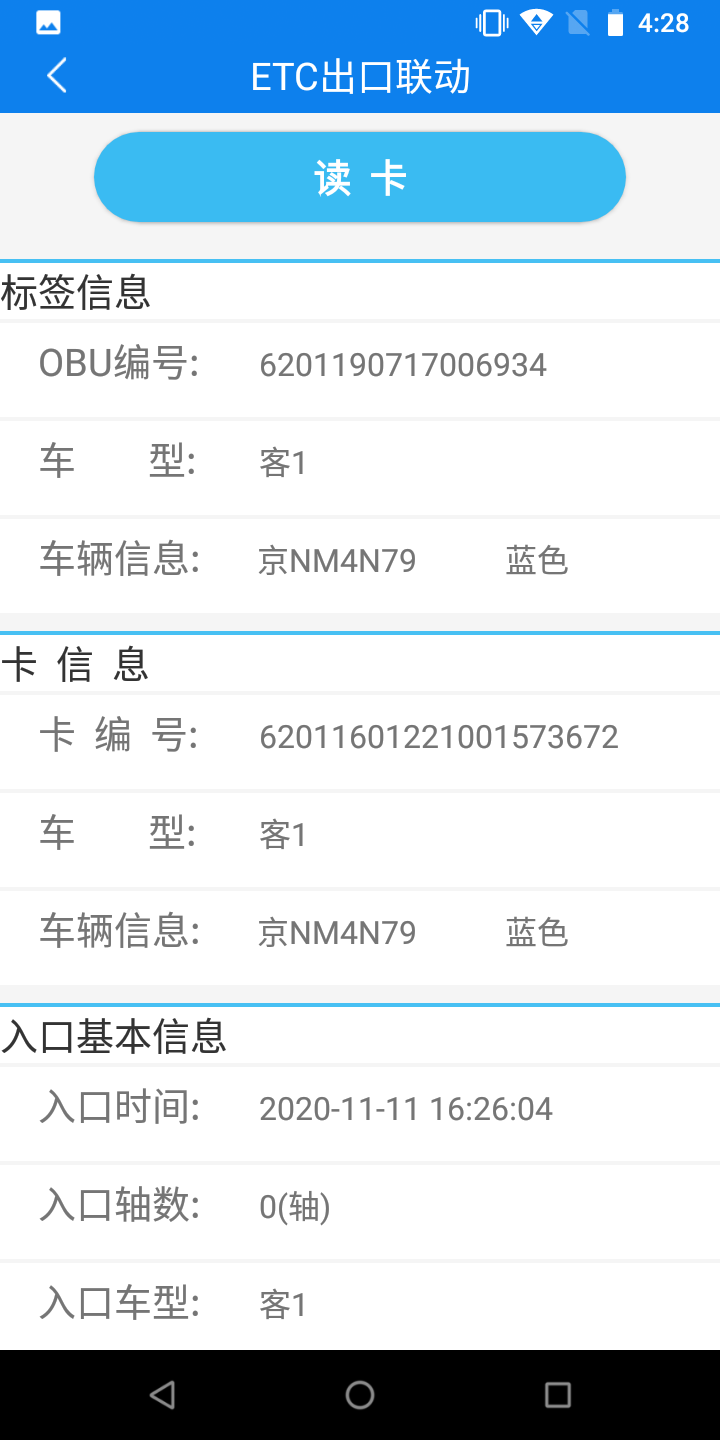 4:28
ETC出口联动
读 卡
标签信息
OBU编号: 6201190717006934
车 型: 客1
车辆信息: 京NM4N79 蓝色
卡 信 息
卡 编 号: 62011601221001573672
车 型: 客1
车辆信息: 京NM4N79 蓝色
入口基本信息
入口时间: 2020-11-11 16:26:04
入口轴数: 0(轴)
入口车型: 客1